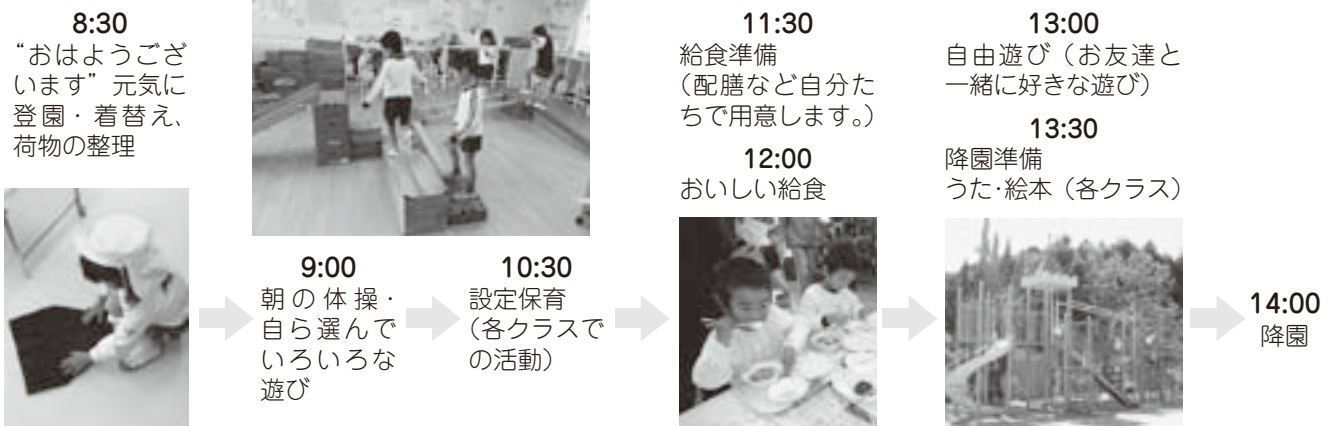 8:30
“おはようござ
います”元気に
登園・着替え、
荷物の整理
9:00
朝の体操・
自ら選んで
いろいろな
遊び
10:30
設定保育
（各クラスで
の活動）
11:30
給食準備
（配膳など自分た
ちで用意します。）
12:00
おいしい給食
13:00
自由遊び（お友達と
一緒に好きな遊び）
13:30
降園準備
うた・絵本（各クラス）
14:00
降園